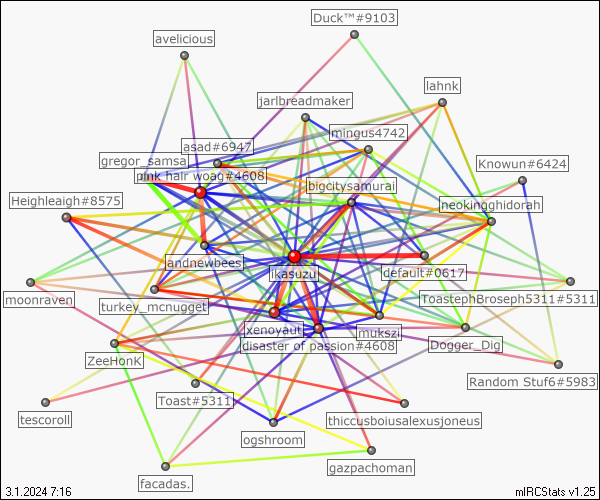 Duck™#9103
avelicious
lahnk
jarlbreadmaker
mingus4742
asad#6947
gregor_samsa
Knowun#6424
pink hair woag#4608
bigcitysamurai
Heighleaigh#8575
neokingghidorah
andnewbees
ikasuzu
default#0617
moonraven
turkey_mcnugget
ToastephBroseph5311#5311
xenoyaut
mukszi
disaster of passion#4608
Dogger_Dig
ZeeHonK
Random Stuf6#5983
Toast#5311
tescoroll
thiccusboiusalexusjoneus
ogshroom
gazpachoman
facadas.
3.1.2024 7:16
mIRCStats v1.25